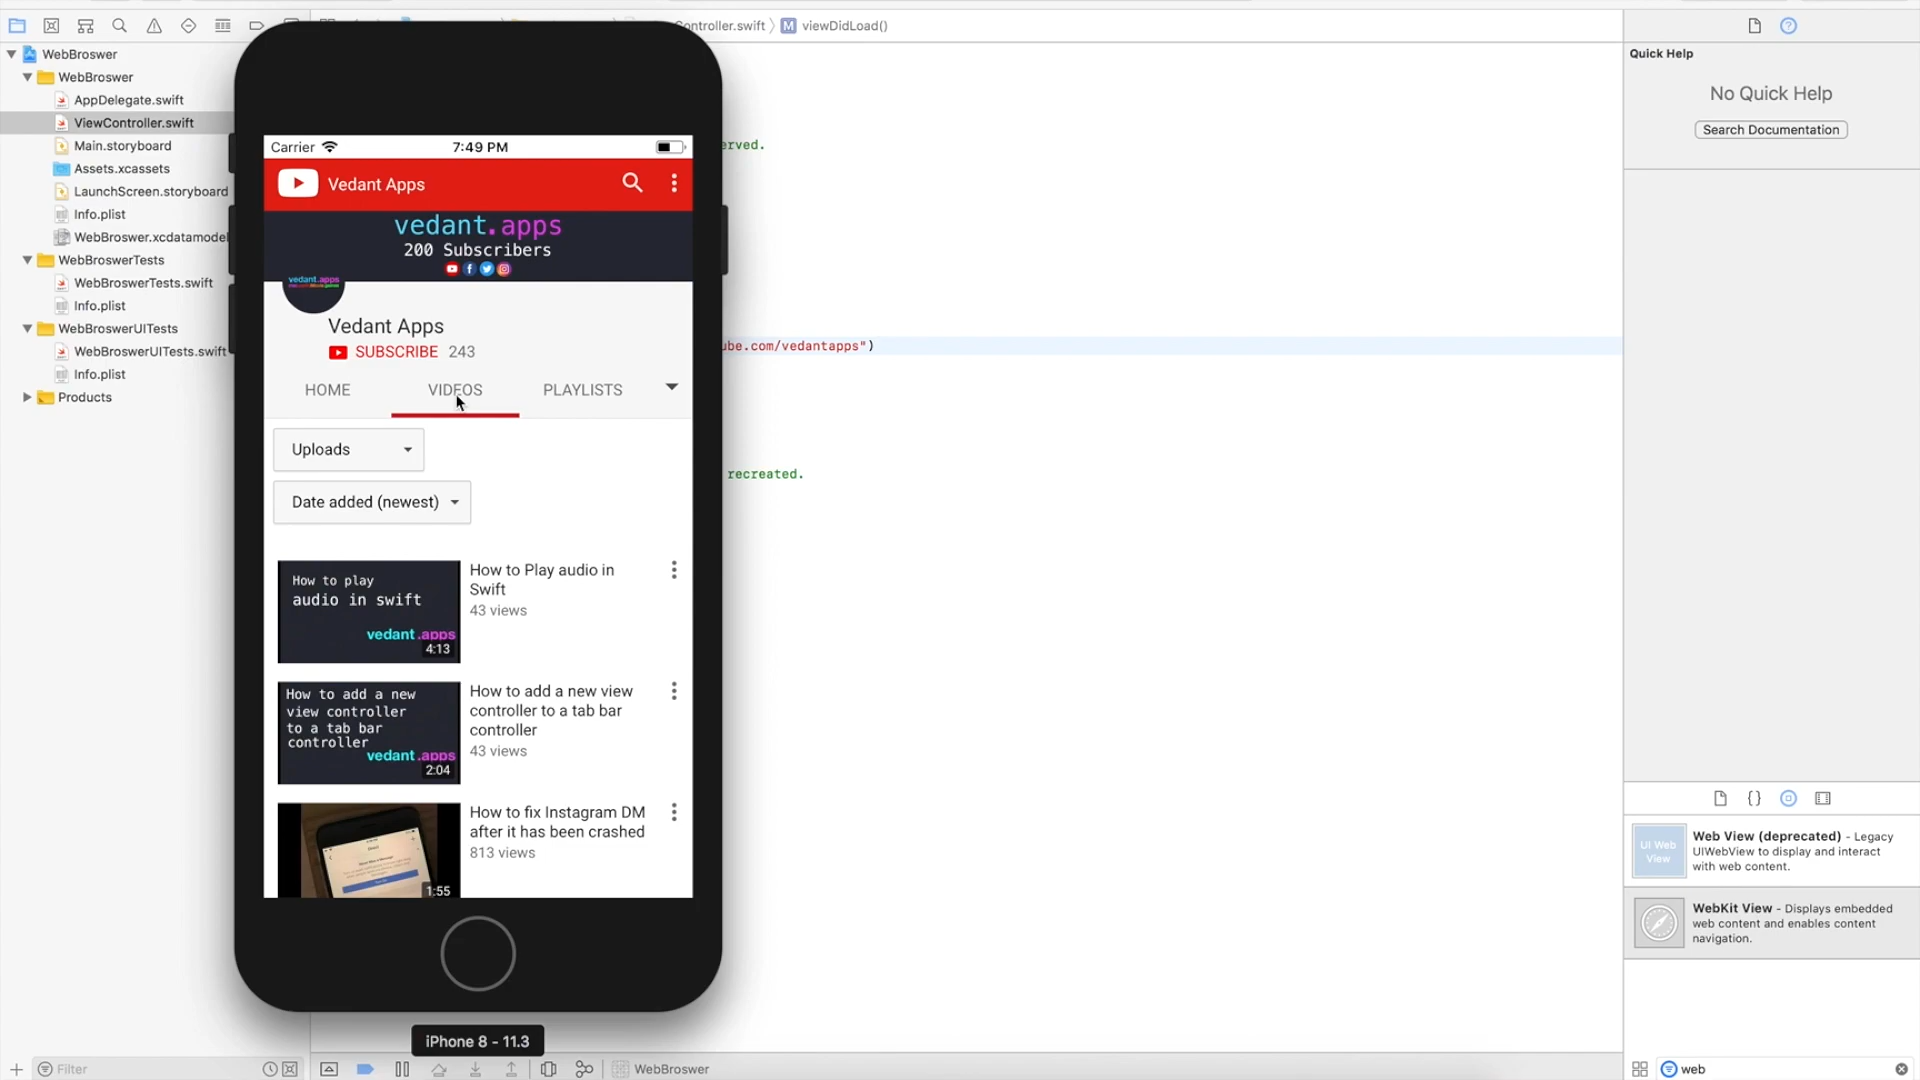 Controller.swift 〉 M viewDidLoad()
WebBroswer
WebBroswer
AppDelegate.swift
ViewController.swift
Main.storyboard
Assets.xcassets
LaunchScreen.storyboard
Info.plist
WebBroswer.xcdatamodel
WebBroswerTests
WebBroswerTests.swift
Info.plist
WebBroswerUITests
WebBroswerUITests.swift
Info.plist
Products
Filter
Carrier
7:49 PM
Vedant Apps
vedant.apps
200 Subscribers
vedant.apps
Vedant Apps
SUBSCRIBE 243
HOME
VIDEOS
PLAYLISTS
Uploads
Date added (newest)
How to play
audio in swift
vedant.apps
4:13
How to Play audio in
Swift
43 views
How to add a new
view controller
to a tab bar
controller
vedant.apps
2:04
How to add a new view
controller to a tab bar
controller
43 views
1:55
How to fix Instagram DM
after it has been crashed
813 views
iPhone 8 - 11.3
erved.
ube.com/vedantapps")
recreated.
WebBroswer
Quick Help
No Quick Help
Search Documentation
{}
UI Web
View
Web View (deprecated) - Legacy
UIWebView to display and interact
with web content.
WebKit View - Displays embedded
web content and enables content
navigation.
web